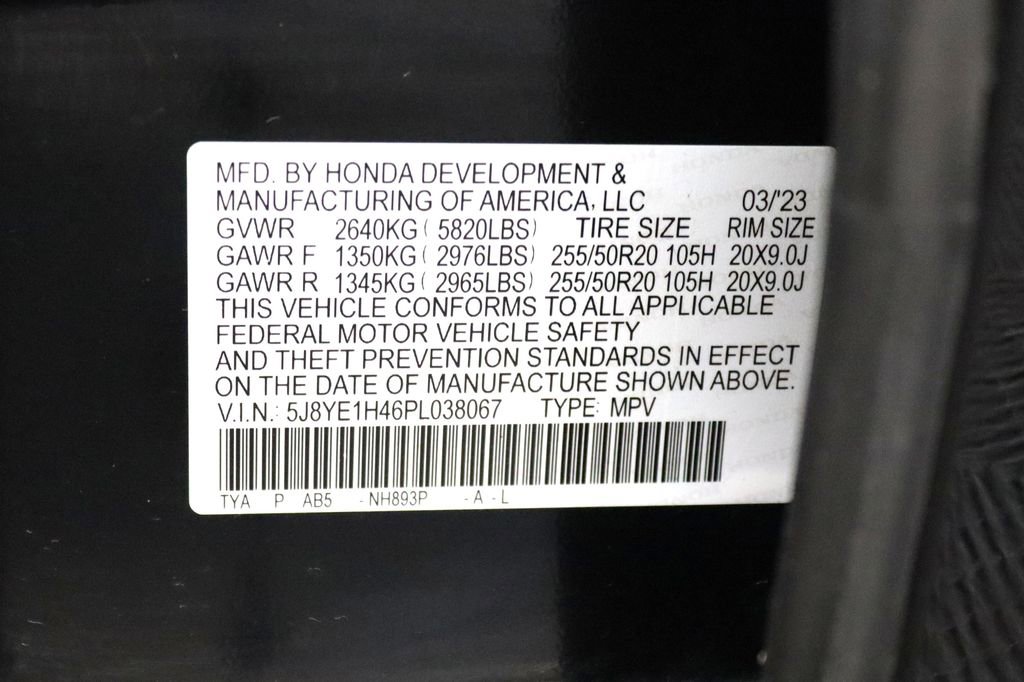 MFD. BY HONDA DEVELOPMENT &
MANUFACTURING OF AMERICA, LLC 03/'23
GVWR 2640KG ( 5820LBS) TIRE SIZE RIM SIZE
GAWR F 1350KG ( 2976LBS) 255/50R20 105H 20X9.0J
GAWR R 1345KG ( 2965LBS) 255/50R20 105H 20X9.0J
THIS VEHICLE CONFORMS TO ALL APPLICABLE
FEDERAL MOTOR VEHICLE SAFETY
AND THEFT PREVENTION STANDARDS IN EFFECT
ON THE DATE OF MANUFACTURE SHOWN ABOVE.
V.I.N.: 5J8YE1H46PL038067 TYPE: MPV
TYA P AB5 -NH893P -A -L